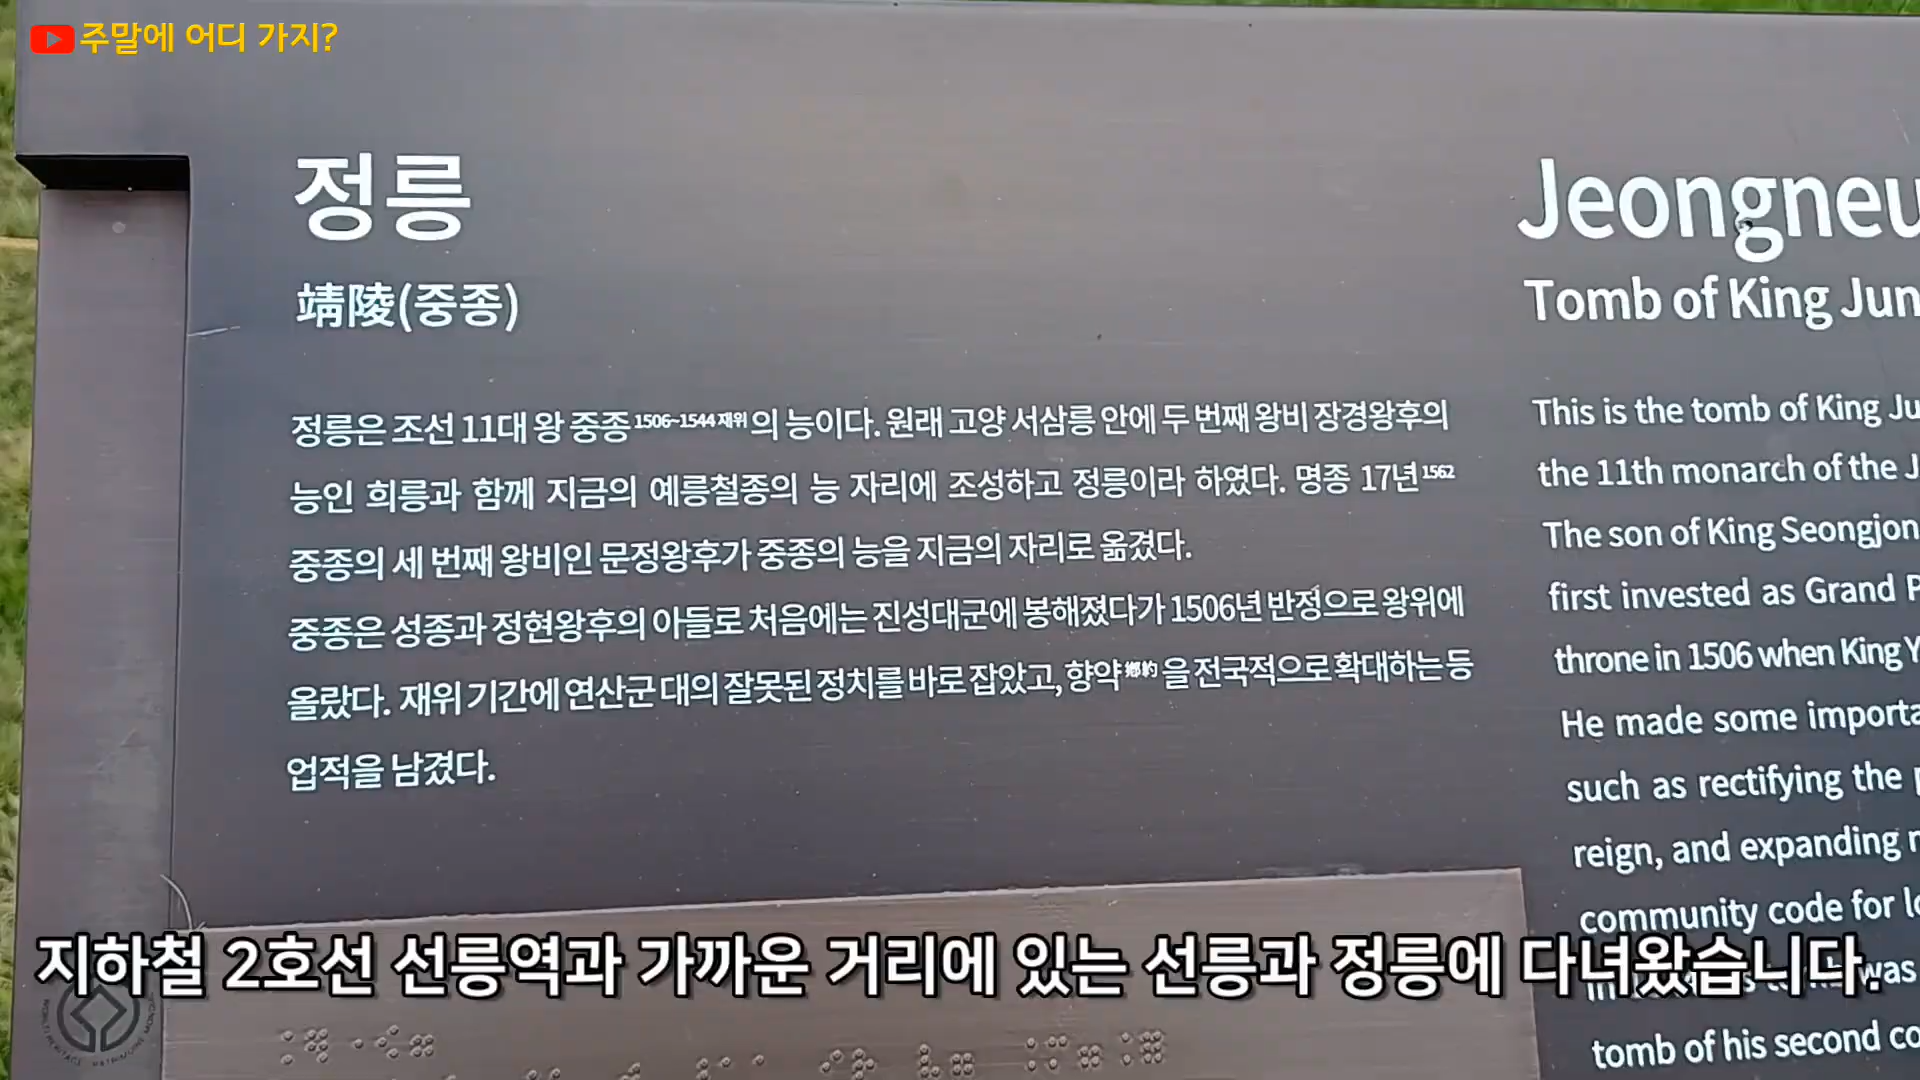 주말에 어디 가지?
정릉
靖陵(중종)
정릉은 조선 11대 왕 중종 1506~1544 재위의 능이다. 원래 고양 서삼릉 안에 두 번째 왕비 장경왕후의
능인 희릉과 함께 지금의 예릉철종의 능 자리에 조성하고 정릉이라 하였다. 명종 17년 1562
중종의 세 번째 왕비인 문정왕후가 중종의 능을 지금의 자리로 옮겼다.
중종은 성종과 정현왕후의 아들로 처음에는 진성대군에 봉해졌다가 1506년 반정으로 왕위에
올랐다. 재위 기간에 연산군 대의 잘못된 정치를 바로 잡았고, 향약鄕約을 전국적으로 확대하는 등
업적을 남겼다.
Jeongneu
Tomb of King Jun
This is the tomb of King Ju
the 11th monarch of the J
The son of King Seongjon
first invested as Grand P
throne in 1506 when King Y
He made some importa
such as rectifying the p
reign, and expanding
community code for lo
was
tomb of his second co
지하철 2호선 선릉역과 가까운 거리에 있는 선릉과 정릉에 다녀왔습니다.